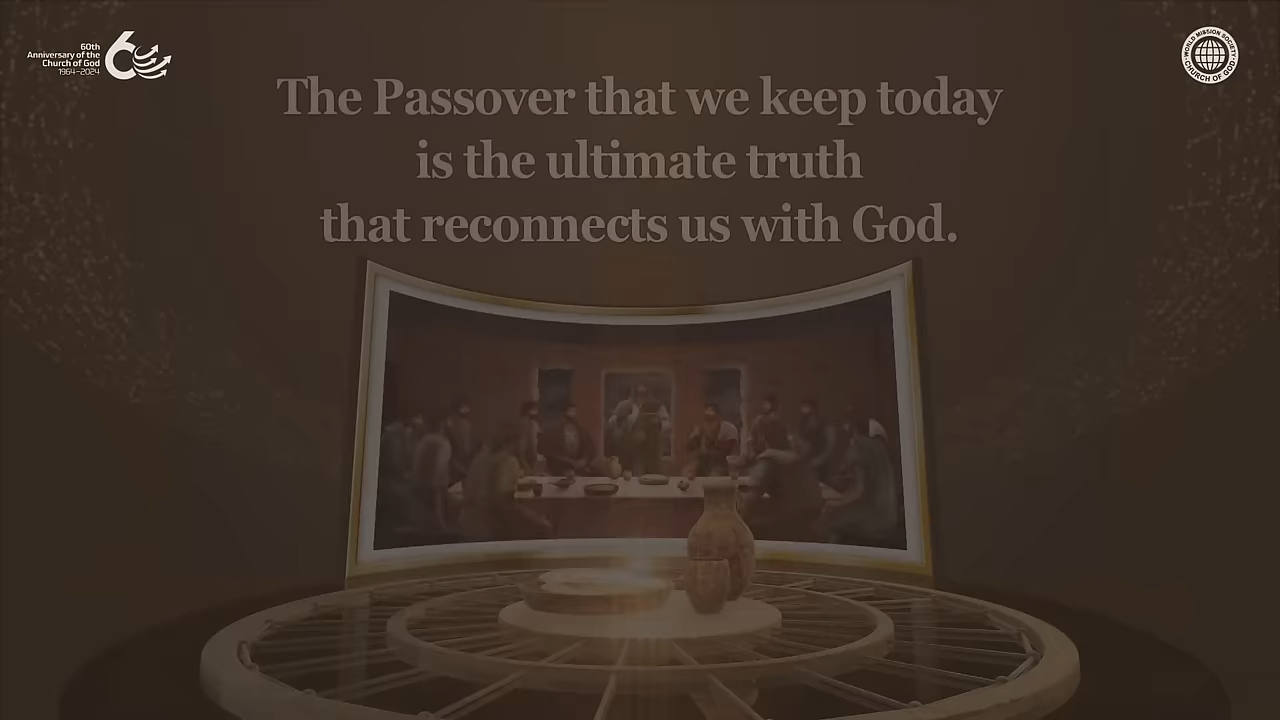 60th
Anniversary of the
Church of God
1964-2024
60
WORLD MISSION SOCIETY
CHURCH OF GOD
The Passover that we keep today
is the ultimate truth
that reconnects us with God.